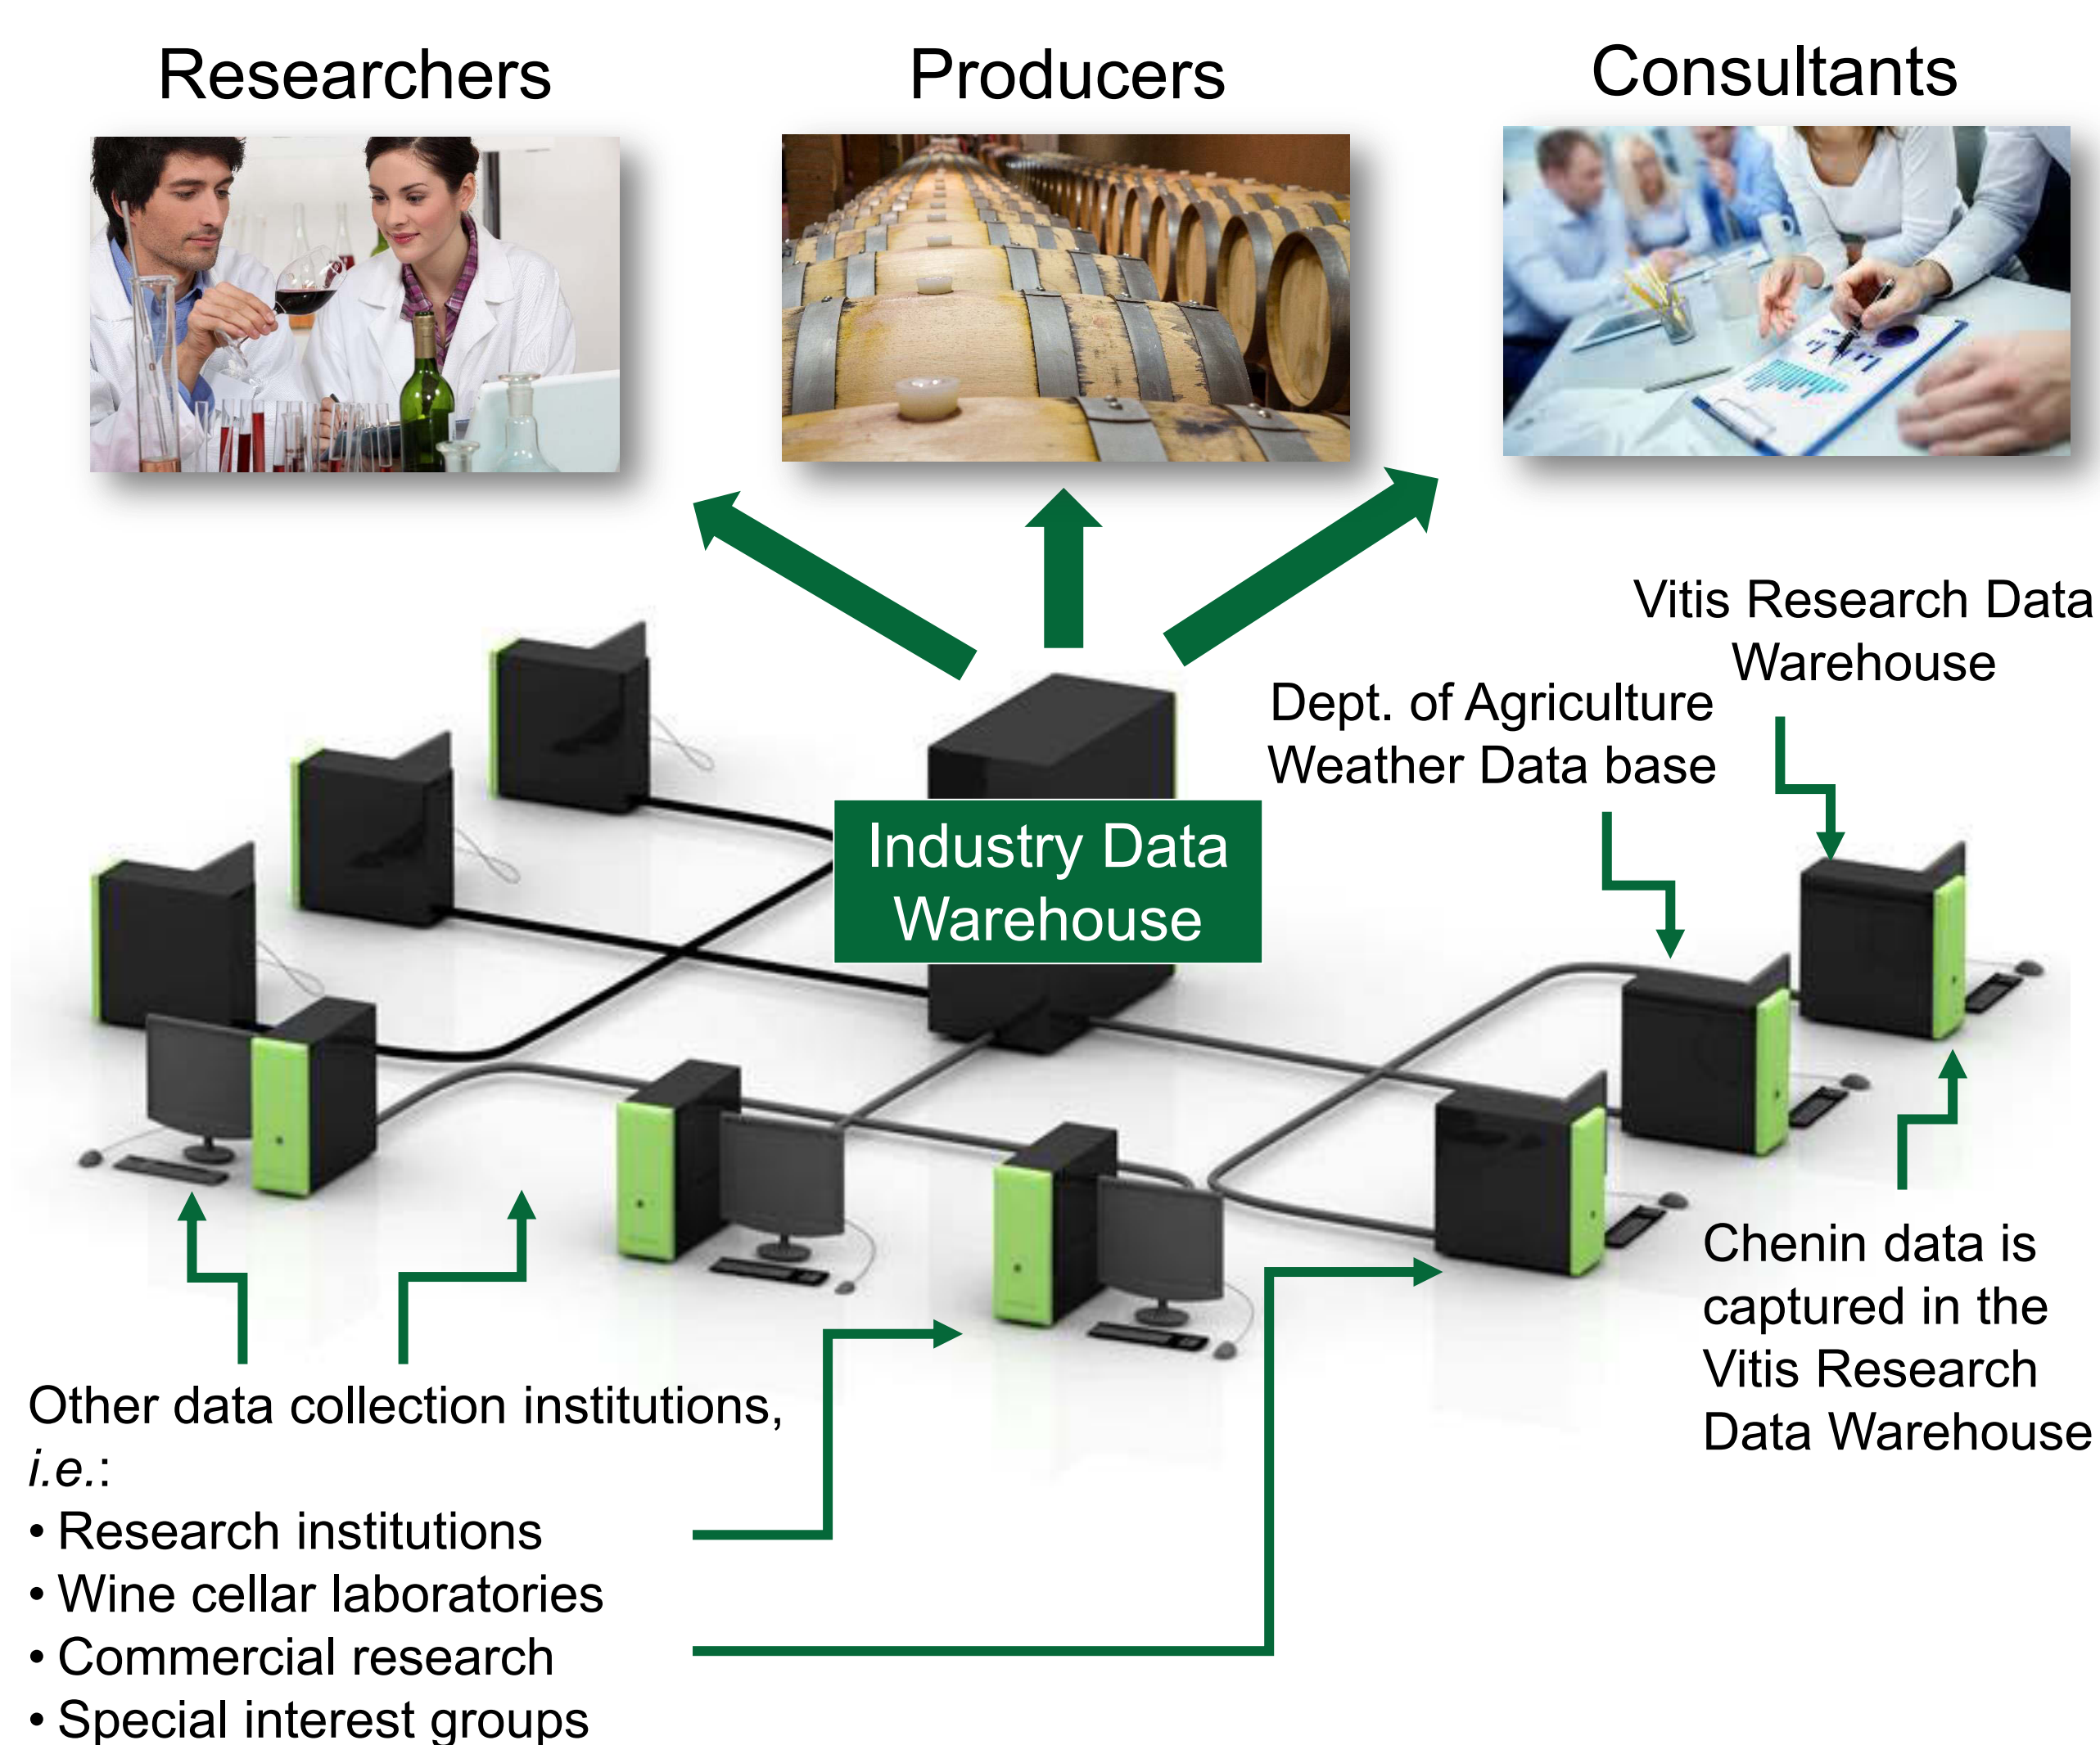 Researchers
Producers
Consultants
Vitis Research Data
Warehouse
Dept. of Agriculture
Weather Data base
Industry Data
Warehouse
Chenin data is
captured in the
Vitis Research
Data Warehouse
Other data collection institutions,
i.e.:
• Research institutions
• Wine cellar laboratories
• Commercial research
• Special interest groups